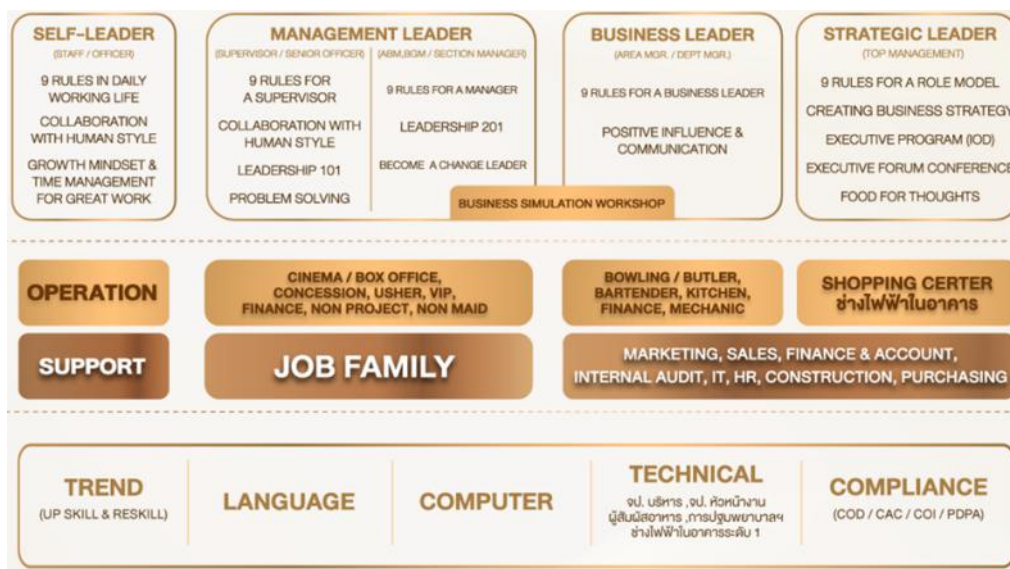 SELF-LEADER
(STAFF / OFFICER)
9 RULES IN DAILY
WORKING LIFE
COLLABORATION
WITH HUMAN STYLE
GROWTH MINDSET &
TIME MANAGEMENT
FOR GREAT WORK
MANAGEMENT LEADER
(SUPERVISOR / SENIOR OFFICER)
9 RULES FOR
A SUPERVISOR
COLLABORATION WITH
HUMAN STYLE
LEADERSHIP 101
PROBLEM SOLVING
(ABM,BGM / SECTION MANAGER)
9 RULES FOR A MANAGER
LEADERSHIP 201
BECOME A CHANGE LEADER
BUSINESS LEADER
(AREA MGR. / DEPT MGR.)
9 RULES FOR A BUSINESS LEADER
POSITIVE INFLUENCE &
COMMUNICATION
BUSINESS SIMULATION WORKSHOP
STRATEGIC LEADER
(TOP MANAGEMENT)
9 RULES FOR A ROLE MODEL
CREATING BUSINESS STRATEGY
EXECUTIVE PROGRAM (IOD)
EXECUTIVE FORUM CONFERENCE
FOOD FOR THOUGHTS
OPERATION
CINEMA / BOX OFFICE,
CONCESSION, USHER, VIP,
FINANCE, NON PROJECT, NON MAID
BOWLING / BUTLER,
BARTENDER, KITCHEN,
FINANCE, MECHANIC
SHOPPING CERTER
ช่างไฟฟ้าในอาคาร
SUPPORT
JOB FAMILY
MARKETING, SALES, FINANCE & ACCOUNT,
INTERNAL AUDIT, IT, HR, CONSTRUCTION, PURCHASING
TREND
(UP SKILL & RESKILL)
LANGUAGE
COMPUTER
TECHNICAL
จป. บริหาร ,จป. หัวหน้างาน
ผู้สัมผัสอาหาร ,การปฐมพยาบาลฯ
ช่างไฟฟ้าในอาคารระดับ 1
COMPLIANCE
(COD / CAC / COI / PDPA)